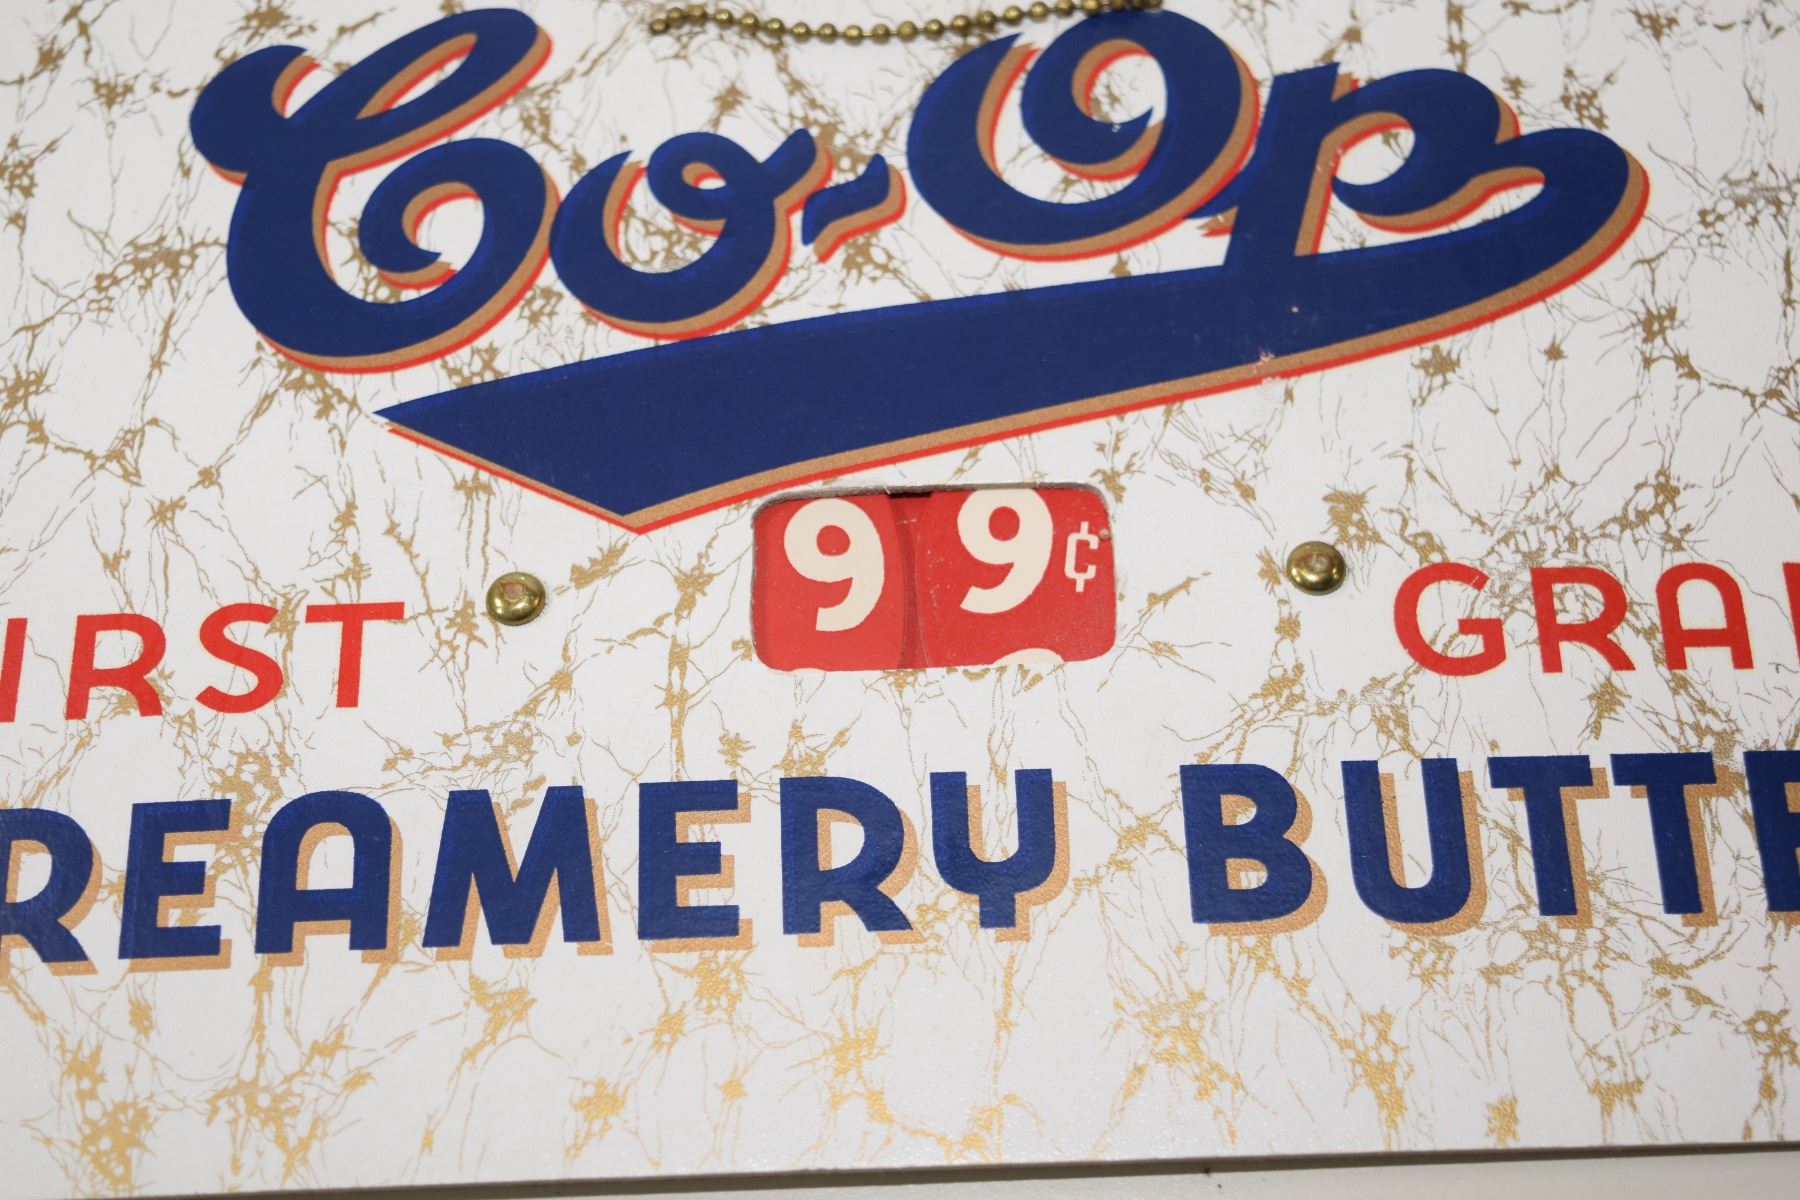 Co-Op
99¢
IRST GRA
REAMERY BUTTE